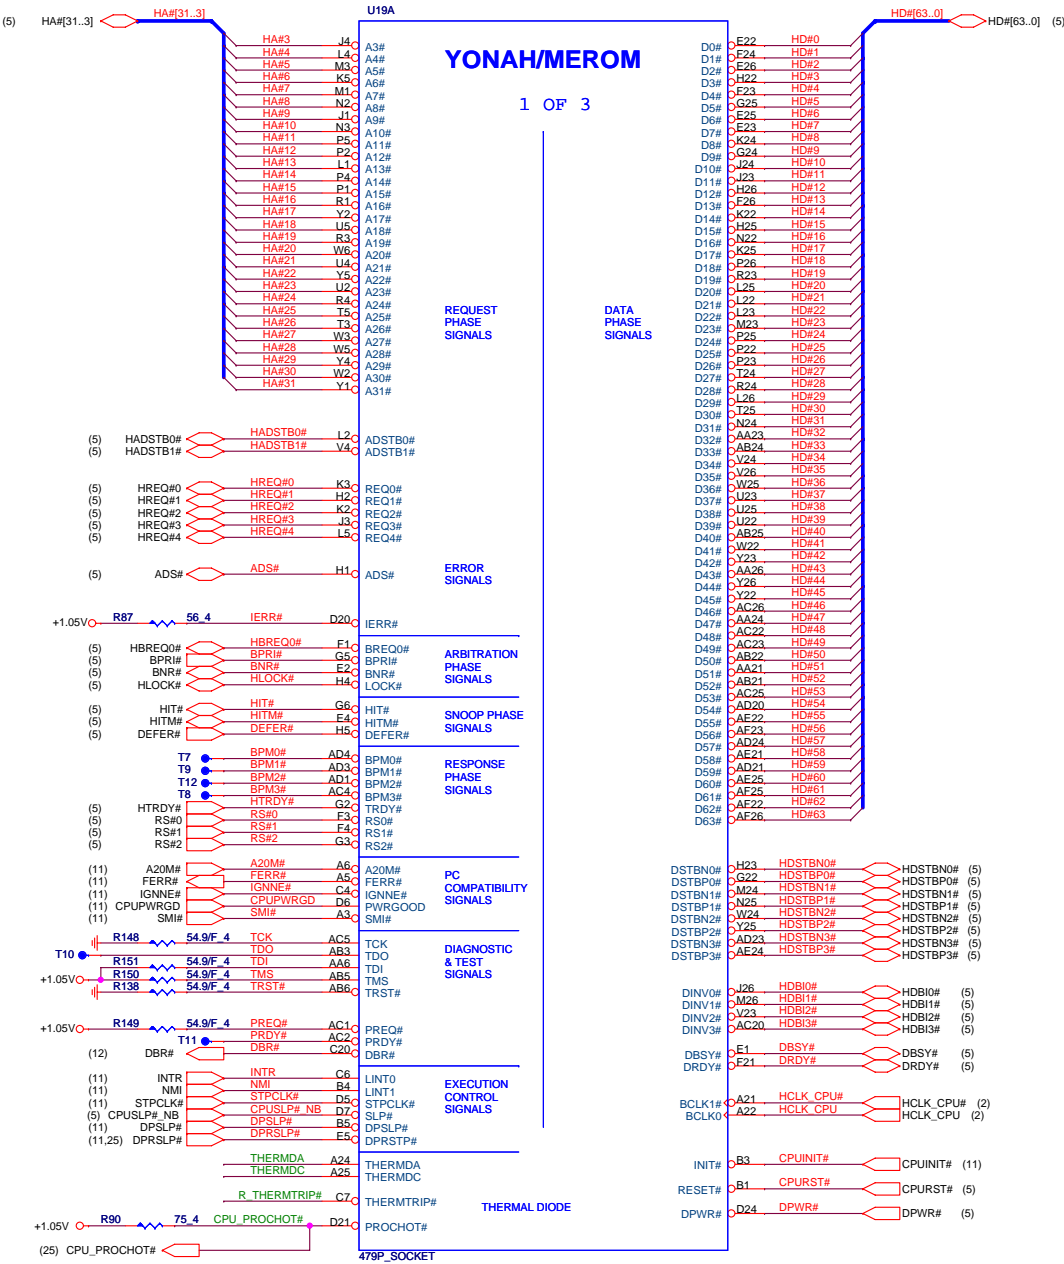 U19A
(5) HA#[31..3] HA#[31..3]
HD#[63..0] HD#[63..0] (5)
YONAH/MEROM
1 OF 3
HA#3 J4 A3#
HA#4 L4 A4#
HA#5 M3 A5#
HA#6 K5 A6#
HA#7 M1 A7#
HA#8 N2 A8#
HA#9 J1 A9#
HA#10 N3 A10#
HA#11 P5 A11#
HA#12 P2 A12#
HA#13 L1 A13#
HA#14 P4 A14#
HA#15 P1 A15#
HA#16 R1 A16#
HA#17 Y2 A17#
HA#18 U5 A18#
HA#19 R3 A19#
HA#20 W6 A20#
HA#21 U4 A21#
HA#22 Y5 A22#
HA#23 U2 A23#
HA#24 R4 A24#
HA#25 T5 A25#
HA#26 T3 A26#
HA#27 W3 A27#
HA#28 W5 A28#
HA#29 Y4 A29#
HA#30 W2 A30#
HA#31 Y1 A31#
REQUEST
PHASE
SIGNALS
DATA
PHASE
SIGNALS
(5) HADSTB0# HADSTB0# L2 ADSTB0#
(5) HADSTB1# HADSTB1# V4 ADSTB1#
(5) HREQ#0 HREQ#0 K3 REQ0#
(5) HREQ#1 HREQ#1 H2 REQ1#
(5) HREQ#2 HREQ#2 K2 REQ2#
(5) HREQ#3 HREQ#3 J3 REQ3#
(5) HREQ#4 HREQ#4 L5 REQ4#
(5) ADS# ADS# H1 ADS#
ERROR
SIGNALS
+1.05V R87 56_4 IERR# D20 IERR#
(5) HBREQ0# HBREQ0# F1 BREQ0#
(5) BPRI# BPRI# G5 BPRI#
(5) BNR# BNR# E2 BNR#
(5) HLOCK# HLOCK# H4 LOCK#
ARBITRATION
PHASE
SIGNALS
(5) HIT# HIT# G6 HIT#
(5) HITM# HITM# E4 HITM#
(5) DEFER# DEFER# H5 DEFER#
SNOOP PHASE
SIGNALS
T7 BPM0# AD4 BPM0#
T9 BPM1# AD3 BPM1#
T12 BPM2# AD1 BPM2#
T8 BPM3# AC4 BPM3#
(5) HTRDY# HTRDY# G2 TRDY#
(5) RS#0 RS#0 F3 RS0#
(5) RS#1 RS#1 F4 RS1#
(5) RS#2 RS#2 G3 RS2#
RESPONSE
PHASE
SIGNALS
(11) A20M# A20M# A6 A20M#
(11) FERR# FERR# A5 FERR#
(11) IGNNE# IGNNE# C4 IGNNE#
(11) CPUPWRGD CPUPWRGD D6 PWRGOOD
(11) SMI# SMI# A3 SMI#
PC
COMPATIBILITY
SIGNALS
R148 54.9/F_4 TCK AC5 TCK
T10 TDO AB3 TDO
R151 54.9/F_4 TDI AA6 TDI
+1.05V R150 54.9/F_4 TMS AB5 TMS
R138 54.9/F_4 TRST# AB6 TRST#
DIAGNOSTIC
& TEST
SIGNALS
+1.05V R149 54.9/F_4 PREQ# AC1 PREQ#
T11 PRDY# AC2 PRDY#
(12) DBR# DBR# C20 DBR#
(11) INTR INTR C6 LINT0
(11) NMI NMI B4 LINT1
(11) STPCLK# STPCLK# D5 STPCLK#
(5) CPUSLP#_NB CPUSLP#_NB D7 SLP#
(11) DPSLP# DPSLP# B5 DPSLP#
(11,25) DPRSLP# DPRSLP# E5 DPRSTP#
EXECUTION
CONTROL
SIGNALS
THERMDA A24 THERMDA
THERMDC A25 THERMDC
R_THERMTRIP# C7 THERMTRIP#
THERMAL DIODE
+1.05V R90 75_4 CPU_PROCHOT# D21 PROCHOT#
(25) CPU_PROCHOT#
479P_SOCKET
D0# E22 HD#0
D1# F24 HD#1
D2# E26 HD#2
D3# H22 HD#3
D4# F23 HD#4
D5# G25 HD#5
D6# E25 HD#6
D7# E23 HD#7
D8# K24 HD#8
D9# G24 HD#9
D10# J24 HD#10
D11# J23 HD#11
D12# H26 HD#12
D13# F26 HD#13
D14# K22 HD#14
D15# H25 HD#15
D16# N22 HD#16
D17# K25 HD#17
D18# P26 HD#18
D19# R23 HD#19
D20# L25 HD#20
D21# L22 HD#21
D22# L23 HD#22
D23# M23 HD#23
D24# P25 HD#24
D25# P22 HD#25
D26# P23 HD#26
D27# T24 HD#27
D28# R24 HD#28
D29# L26 HD#29
D30# T25 HD#30
D31# N24 HD#31
D32# AA23 HD#32
D33# AB24 HD#33
D34# V24 HD#34
D35# V26 HD#35
D36# W25 HD#36
D37# U23 HD#37
D38# U25 HD#38
D39# U22 HD#39
D40# AB25 HD#40
D41# W22 HD#41
D42# Y23 HD#42
D43# AA26 HD#43
D44# Y26 HD#44
D45# Y22 HD#45
D46# AC26 HD#46
D47# AA24 HD#47
D48# AC22 HD#48
D49# AC23 HD#49
D50# AB22 HD#50
D51# AA21 HD#51
D52# AB21 HD#52
D53# AC25 HD#53
D54# AD20 HD#54
D55# AE22 HD#55
D56# AF23 HD#56
D57# AD24 HD#57
D58# AE21 HD#58
D59# AD21 HD#59
D60# AE25 HD#60
D61# AF25 HD#61
D62# AF22 HD#62
D63# AF26 HD#63
DSTBN0# H23 HDSTBN0# HDSTBN0# (5)
DSTBP0# G22 HDSTBP0# HDSTBP0# (5)
DSTBN1# M24 HDSTBN1# HDSTBN1# (5)
DSTBP1# N25 HDSTBP1# HDSTBP1# (5)
DSTBN2# W24 HDSTBN2# HDSTBN2# (5)
DSTBP2# Y25 HDSTBP2# HDSTBP2# (5)
DSTBN3# AD23 HDSTBN3# HDSTBN3# (5)
DSTBP3# AE24 HDSTBP3# HDSTBP3# (5)
DINV0# J26 HDBI0# HDBI0# (5)
DINV1# M26 HDBI1# HDBI1# (5)
DINV2# V23 HDBI2# HDBI2# (5)
DINV3# AC20 HDBI3# HDBI3# (5)
DBSY# E1 DBSY# DBSY# (5)
DRDY# F21 DRDY# DRDY# (5)
BCLK1# A21 HCLK_CPU# HCLK_CPU# (2)
BCLK0 A22 HCLK_CPU HCLK_CPU (2)
INIT# B3 CPUINIT# CPUINIT# (11)
RESET# B1 CPURST# CPURST# (5)
DPWR# D24 DPWR# DPWR# (5)